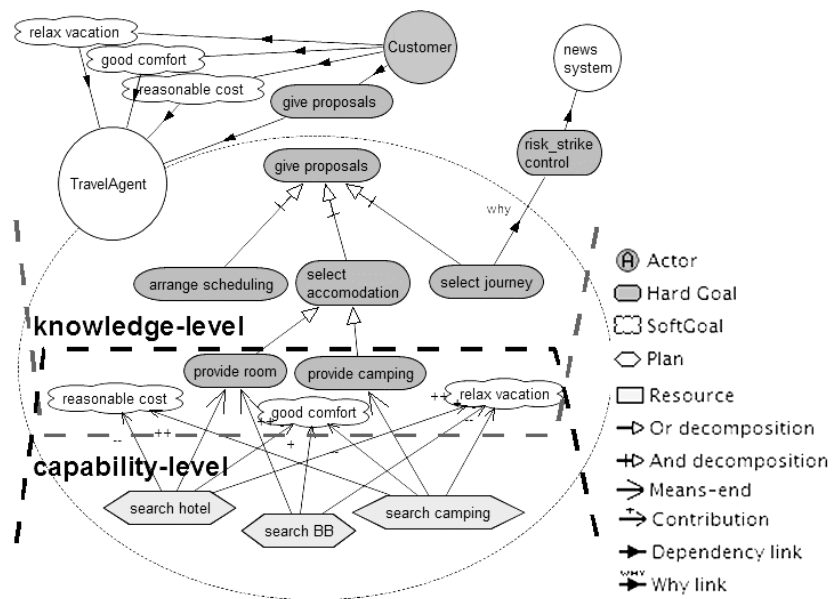 relax vacation
good comfort
reasonable cost
Customer
give proposals
news
system
TravelAgent
give proposals
risk_strike
control
why
arrange scheduling
select
accomodation
select journey
knowledge-level
provide room
provide camping
reasonable cost
good comfort
relax vacation
++
++
--
++
+
--
--
capability-level
search hotel
search BB
search camping
A Actor
Hard Goal
SoftGoal
Plan
Resource
Or decomposition
And decomposition
Means-end
+
Contribution
Dependency link
WHY
Why link